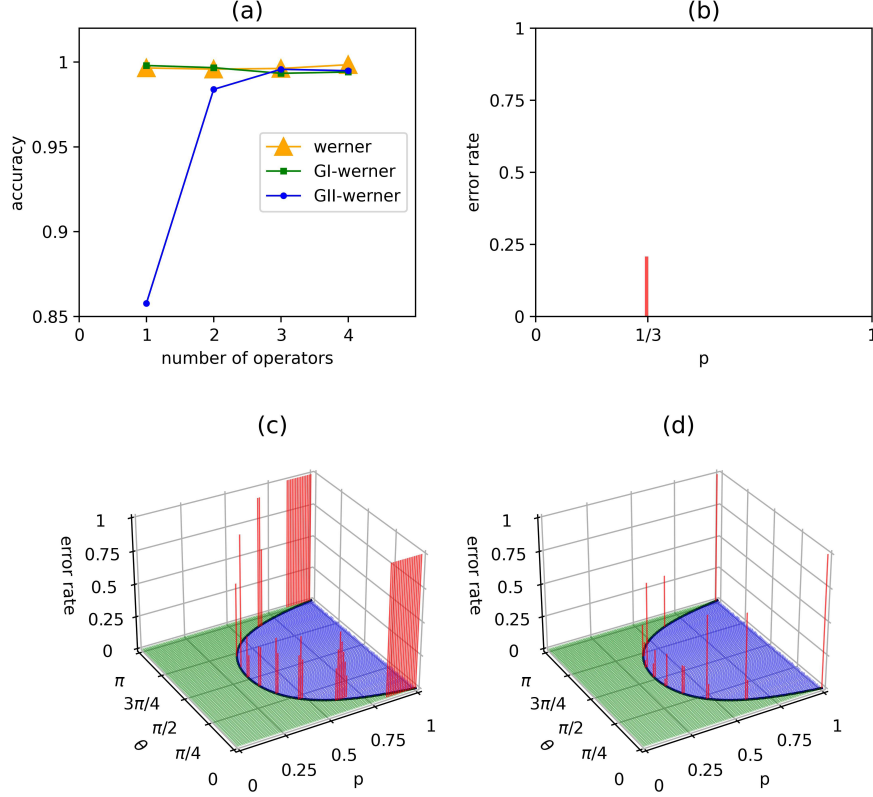 (a)
1
0.95
0.9
0.85
accuracy
0 1 2 3 4
number of operators
werner
GI-werner
GII-werner
(b)
1
0.75
0.5
0.25
0
error rate
0 1/3 1
p
(c)
1
0.75
0.5
0.25
0
error rate
π
3π/4
π/2
π/4
0
θ
0
0.25
0.5
0.75
1
p
(d)
1
0.75
0.5
0.25
0
error rate
π
3π/4
π/2
π/4
0
θ
0
0.25
0.5
0.75
1
p